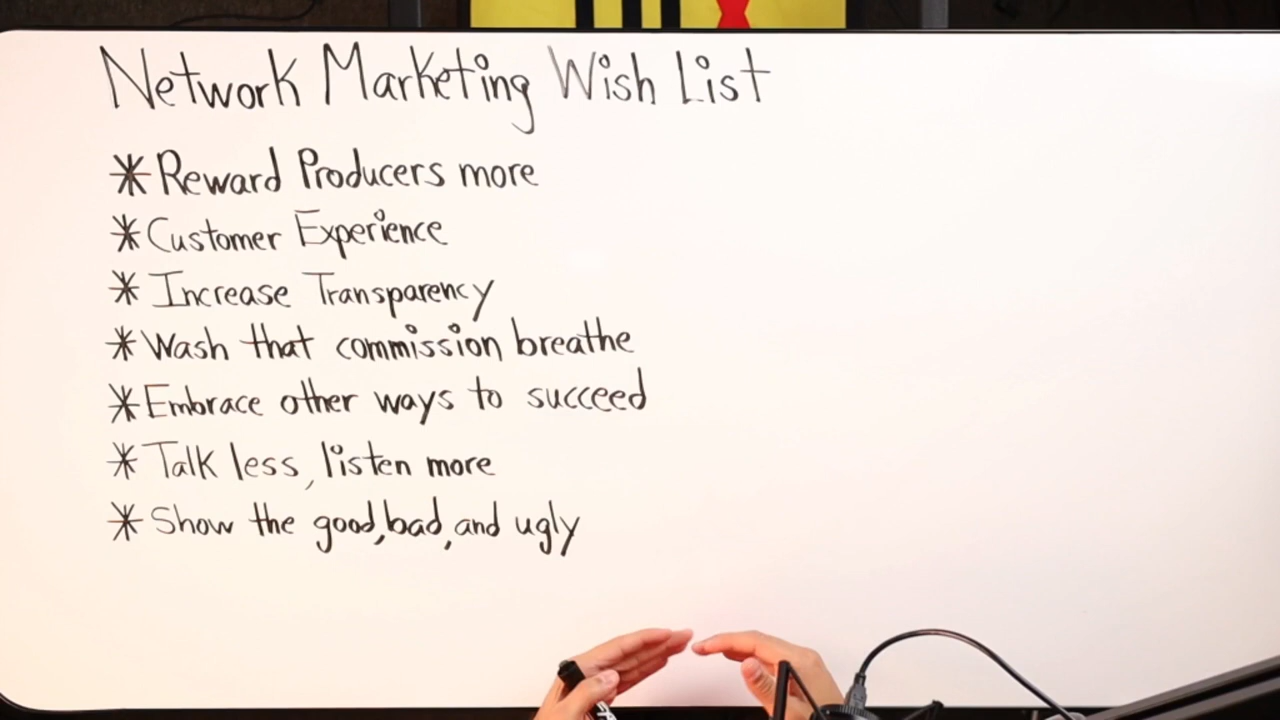 Network Marketing Wish List
* Reward Producers more
* Customer Experience
* Increase Transparency
* Wash that commission breathe
* Embrace other ways to succeed
* Talk less, listen more
* Show the good, bad, and ugly